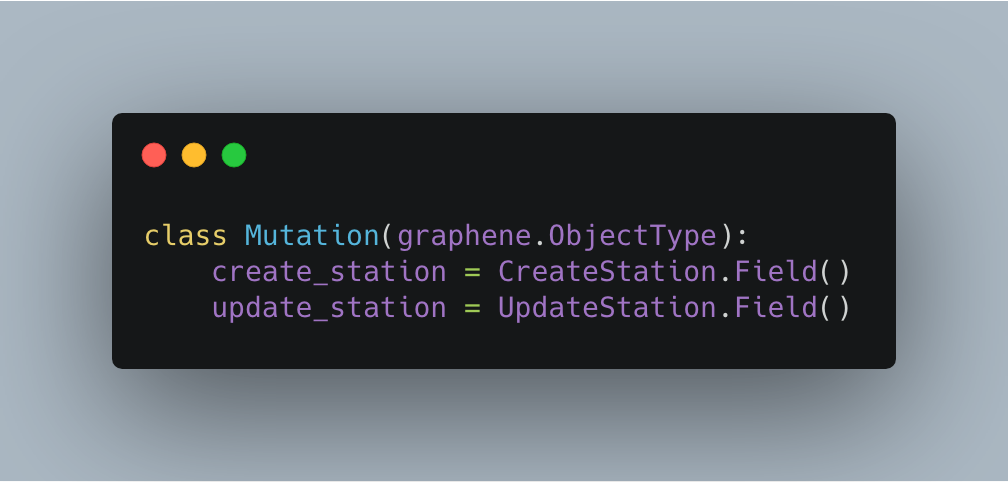 class Mutation(graphene.ObjectType):
    create_station = CreateStation.Field()
    update_station = UpdateStation.Field()